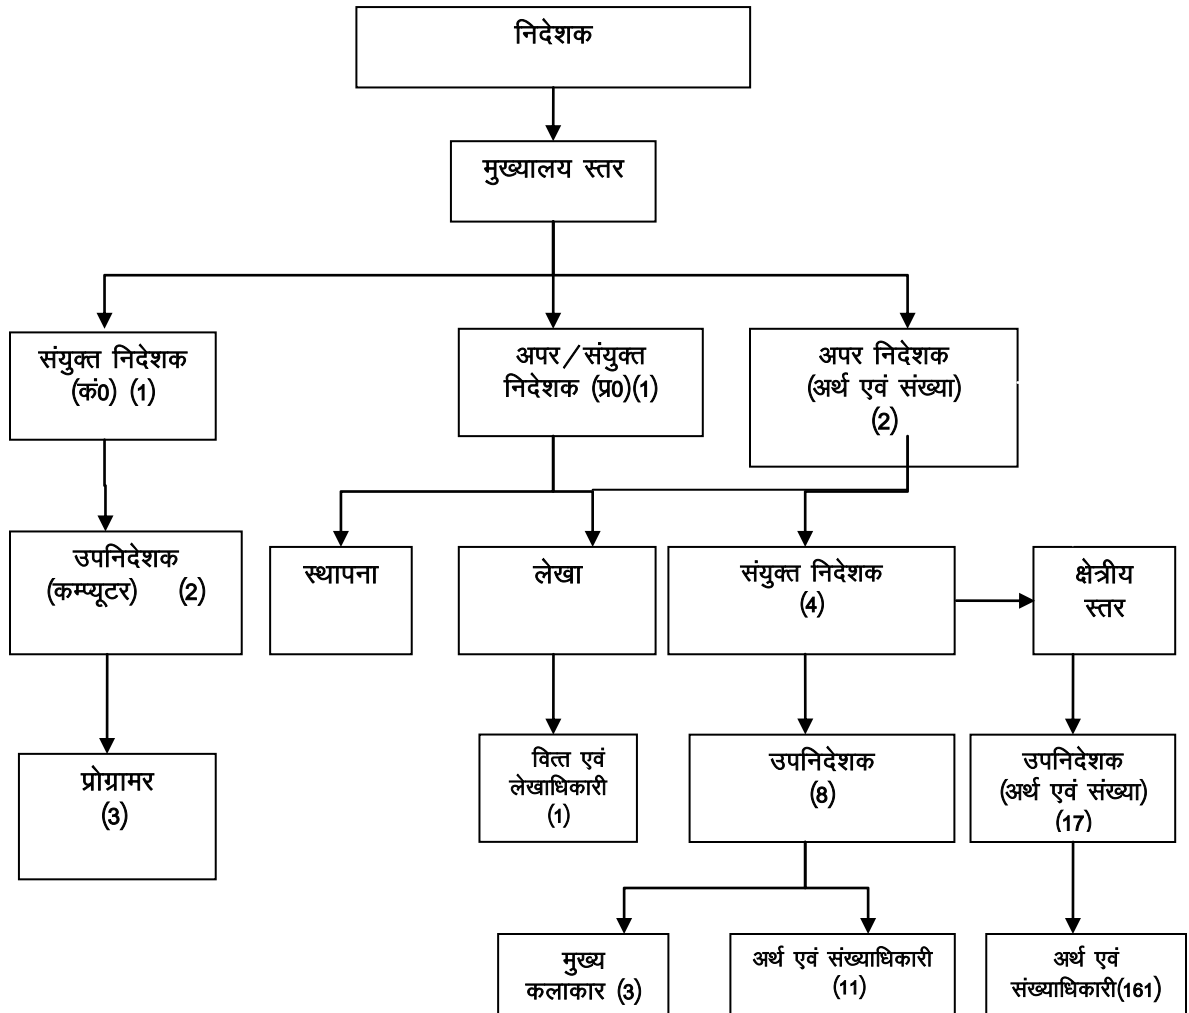 निदेशक
मुख्यालय स्तर
संयुक्त निदेशक
(कं0) (1)
अपर/संयुक्त
निदेशक (प्र0)(1)
अपर निदेशक
(अर्थ एवं संख्या)
(2)
उपनिदेशक
(कम्प्यूटर) (2)
स्थापना
लेखा
संयुक्त निदेशक
(4)
क्षेत्रीय
स्तर
प्रोग्रामर
(3)
वित्त एवं
लेखाधिकारी
(1)
उपनिदेशक
(8)
उपनिदेशक
(अर्थ एवं संख्या)
(17)
मुख्य
कलाकार (3)
अर्थ एवं संख्याधिकारी
(11)
अर्थ एवं
संख्याधिकारी(161)